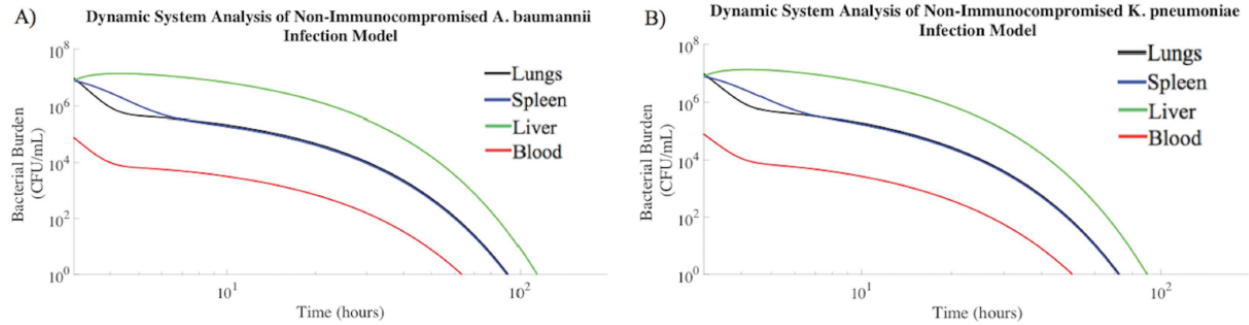 A)
Dynamic System Analysis of Non-Immunocompromised A. baumannii
Infection Model
10^8
10^6
10^4
10^2
10^0
Bacterial Burden
(CFU/mL)
Lungs
Spleen
Liver
Blood
10^1
10^2
Time (hours)
B)
Dynamic System Analysis of Non-Immunocompromised K. pneumoniae
Infection Model
10^8
10^6
10^4
10^2
10^0
Bacterial Burden
(CFU/mL)
Lungs
Spleen
Liver
Blood
10^1
10^2
Time (hours)